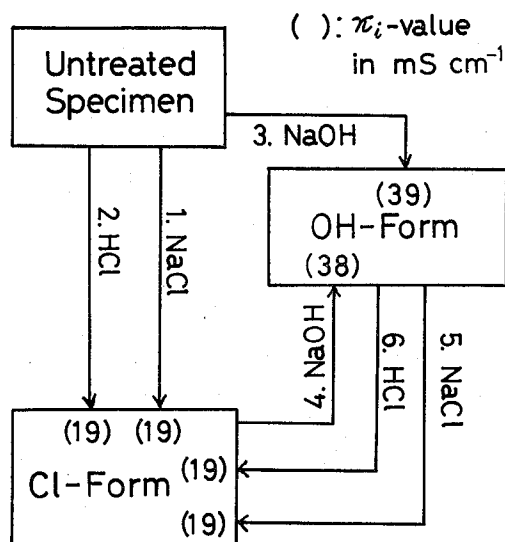 ( ): πi-value
in mS cm⁻¹
Untreated
Specimen
3. NaOH
2. HCl
1. NaCl
(39)
OH-Form
(38)
4. NaOH
6. HCl
5. NaCl
(19) (19)
(19)
Cl-Form
(19)